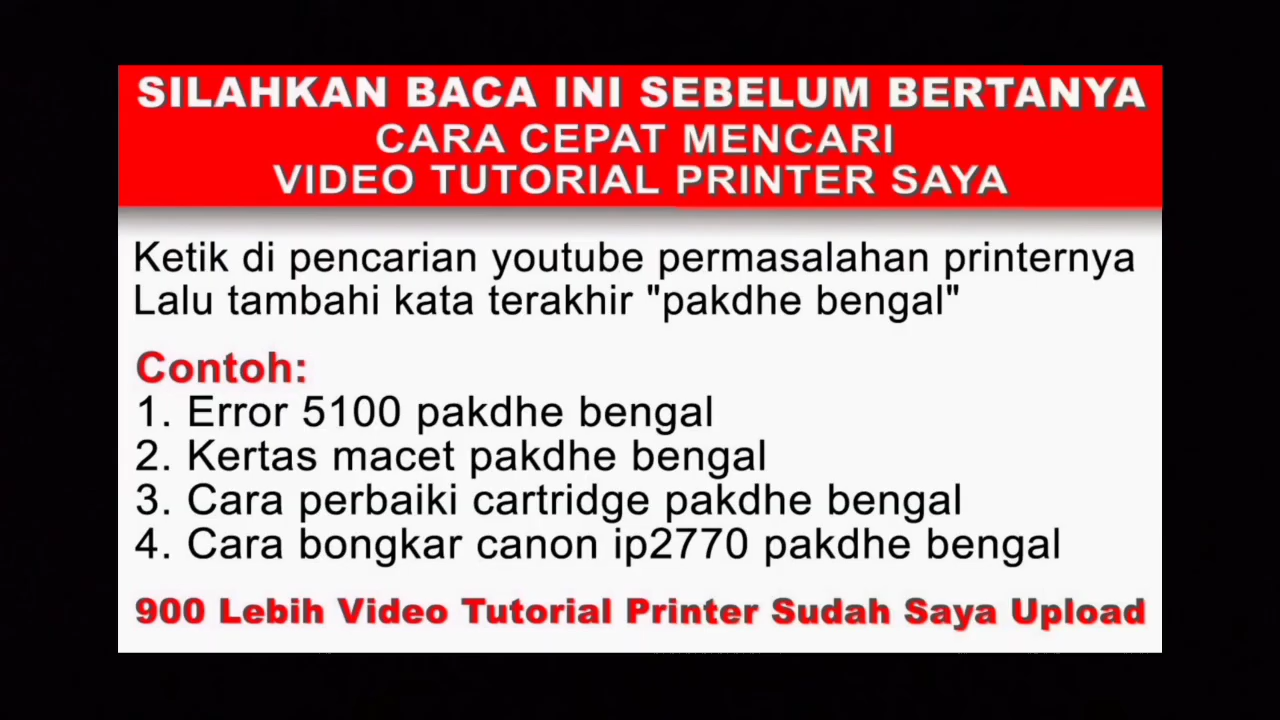 SILAHKAN BACA INI SEBELUM BERTANYA
CARA CEPAT MENCARI
VIDEO TUTORIAL PRINTER SAYA
Ketik di pencarian youtube permasalahan printernya
Lalu tambahi kata terakhir "pakdhe bengal"
Contoh:
1. Error 5100 pakdhe bengal
2. Kertas macet pakdhe bengal
3. Cara perbaiki cartridge pakdhe bengal
4. Cara bongkar canon ip2770 pakdhe bengal
900 Lebih Video Tutorial Printer Sudah Saya Upload